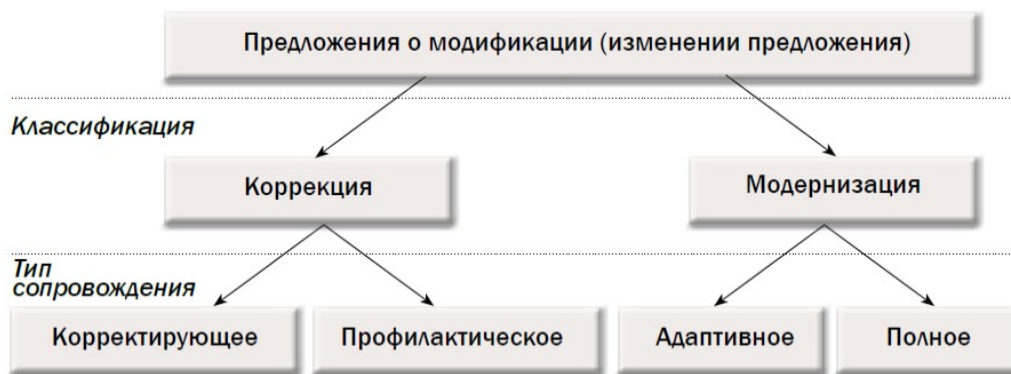 Предложения о модификации (изменении предложения)
Классификация
Коррекция
Модернизация
Тип
сопровождения
Корректирующее
Профилактическое
Адаптивное
Полное